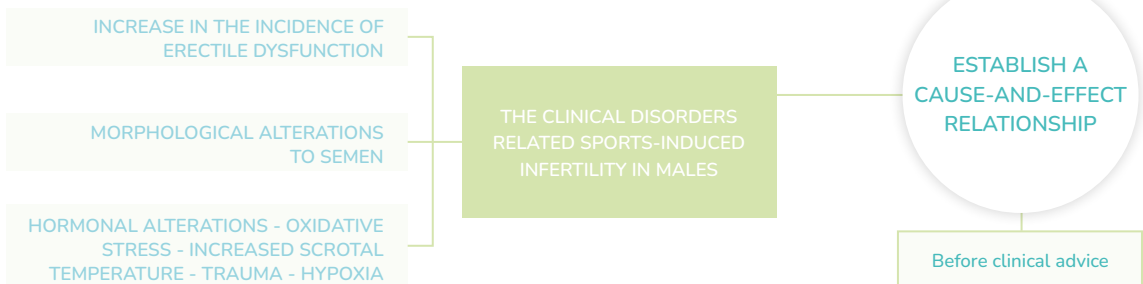 INCREASE IN THE INCIDENCE OF
ERECTILE DYSFUNCTION
MORPHOLOGICAL ALTERATIONS
TO SEMEN
HORMONAL ALTERATIONS - OXIDATIVE
STRESS - INCREASED SCROTAL
TEMPERATURE - TRAUMA - HYPOXIA
THE CLINICAL DISORDERS
RELATED SPORTS-INDUCED
INFERTILITY IN MALES
ESTABLISH A
CAUSE-AND-EFFECT
RELATIONSHIP
Before clinical advice